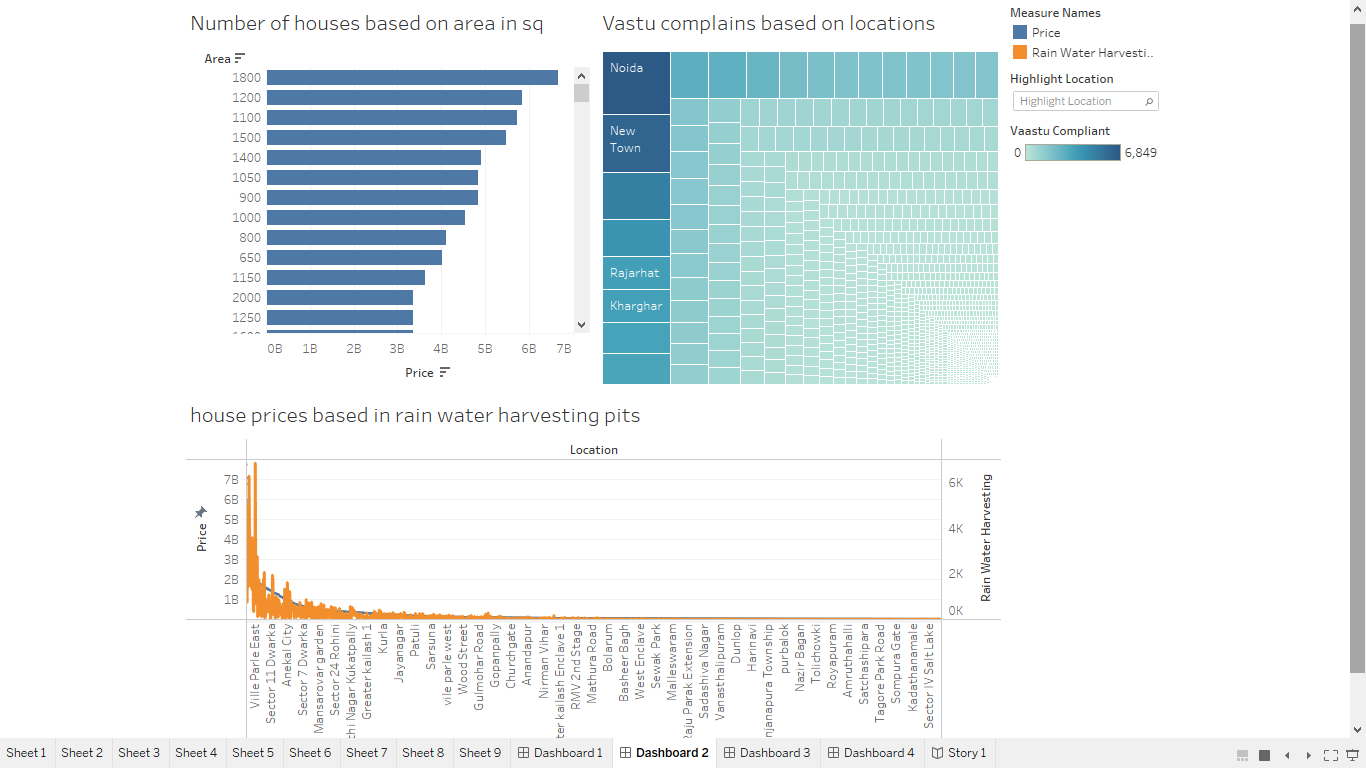 Number of houses based on area in sq
Area
1800
1200
1100
1500
1400
1050
900
1000
800
650
1150
2000
1250
0B 1B 2B 3B 4B 5B 6B 7B
Price
Vastu complains based on locations
Noida
New
Town
Rajarhat
Kharghar
Measure Names
Price
Rain Water Harvesti..
Highlight Location
Highlight Location
Vaastu Compliant
0 6,849
house prices based in rain water harvesting pits
Location
Price
7B
6B
5B
4B
3B
2B
1B
6K
4K
2K
0K
Rain Water Harvesting
Ville Parle East
Sector 11 Dwarka
Anekal City
Sector 7 Dwarka
Mansarovar garden
Sector 24 Rohini
chi Nagar Kukatpally
Greater kailash 1
Kurla
Jayanagar
Patuli
Sarsuna
vile parle west
Wood Street
Gulmohar Road
Gopanpally
Churchgate
Anandapur
Nirman Vihar
ter kailash Enclave 1
RMV 2nd Stage
Mathura Road
Bolarum
Basheer Bagh
West Enclave
Sewak Park
Malleswaram
Raju Park Extension
Sadashiva Nagar
Vanasthalipuram
Dunlop
Harinavi
njanapura Township
purbalok
Nazir Bagan
Tolichowki
Royapuram
Amruthahalli
Satchashipara
Tagore Park Road
Sompura Gate
Kadathanamale
Sector IV Salt Lake
Sheet 1 Sheet 2 Sheet 3 Sheet 4 Sheet 5 Sheet 6 Sheet 7 Sheet 8 Sheet 9 Dashboard 1 Dashboard 2 Dashboard 3 Dashboard 4 Story 1